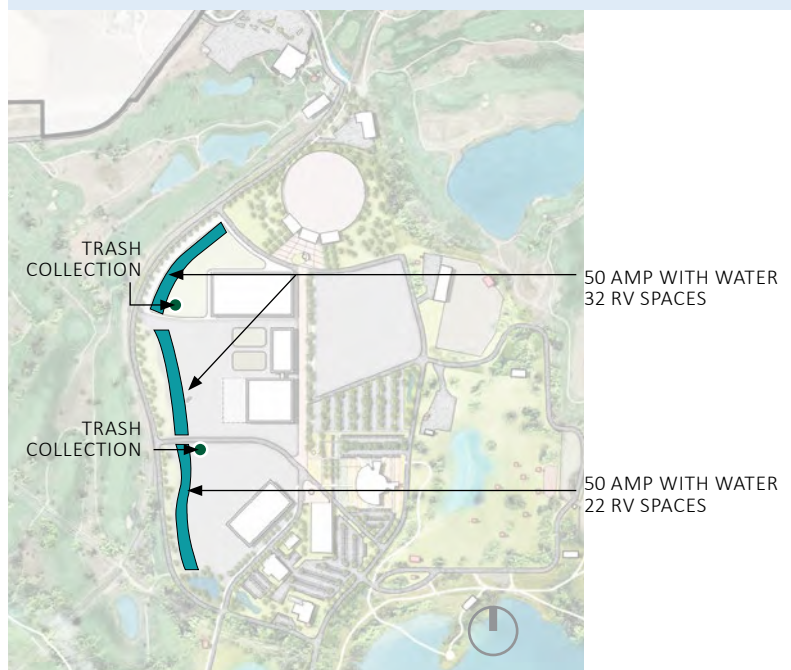 TRASH
COLLECTION
50 AMP WITH WATER
32 RV SPACES
TRASH
COLLECTION
50 AMP WITH WATER
22 RV SPACES